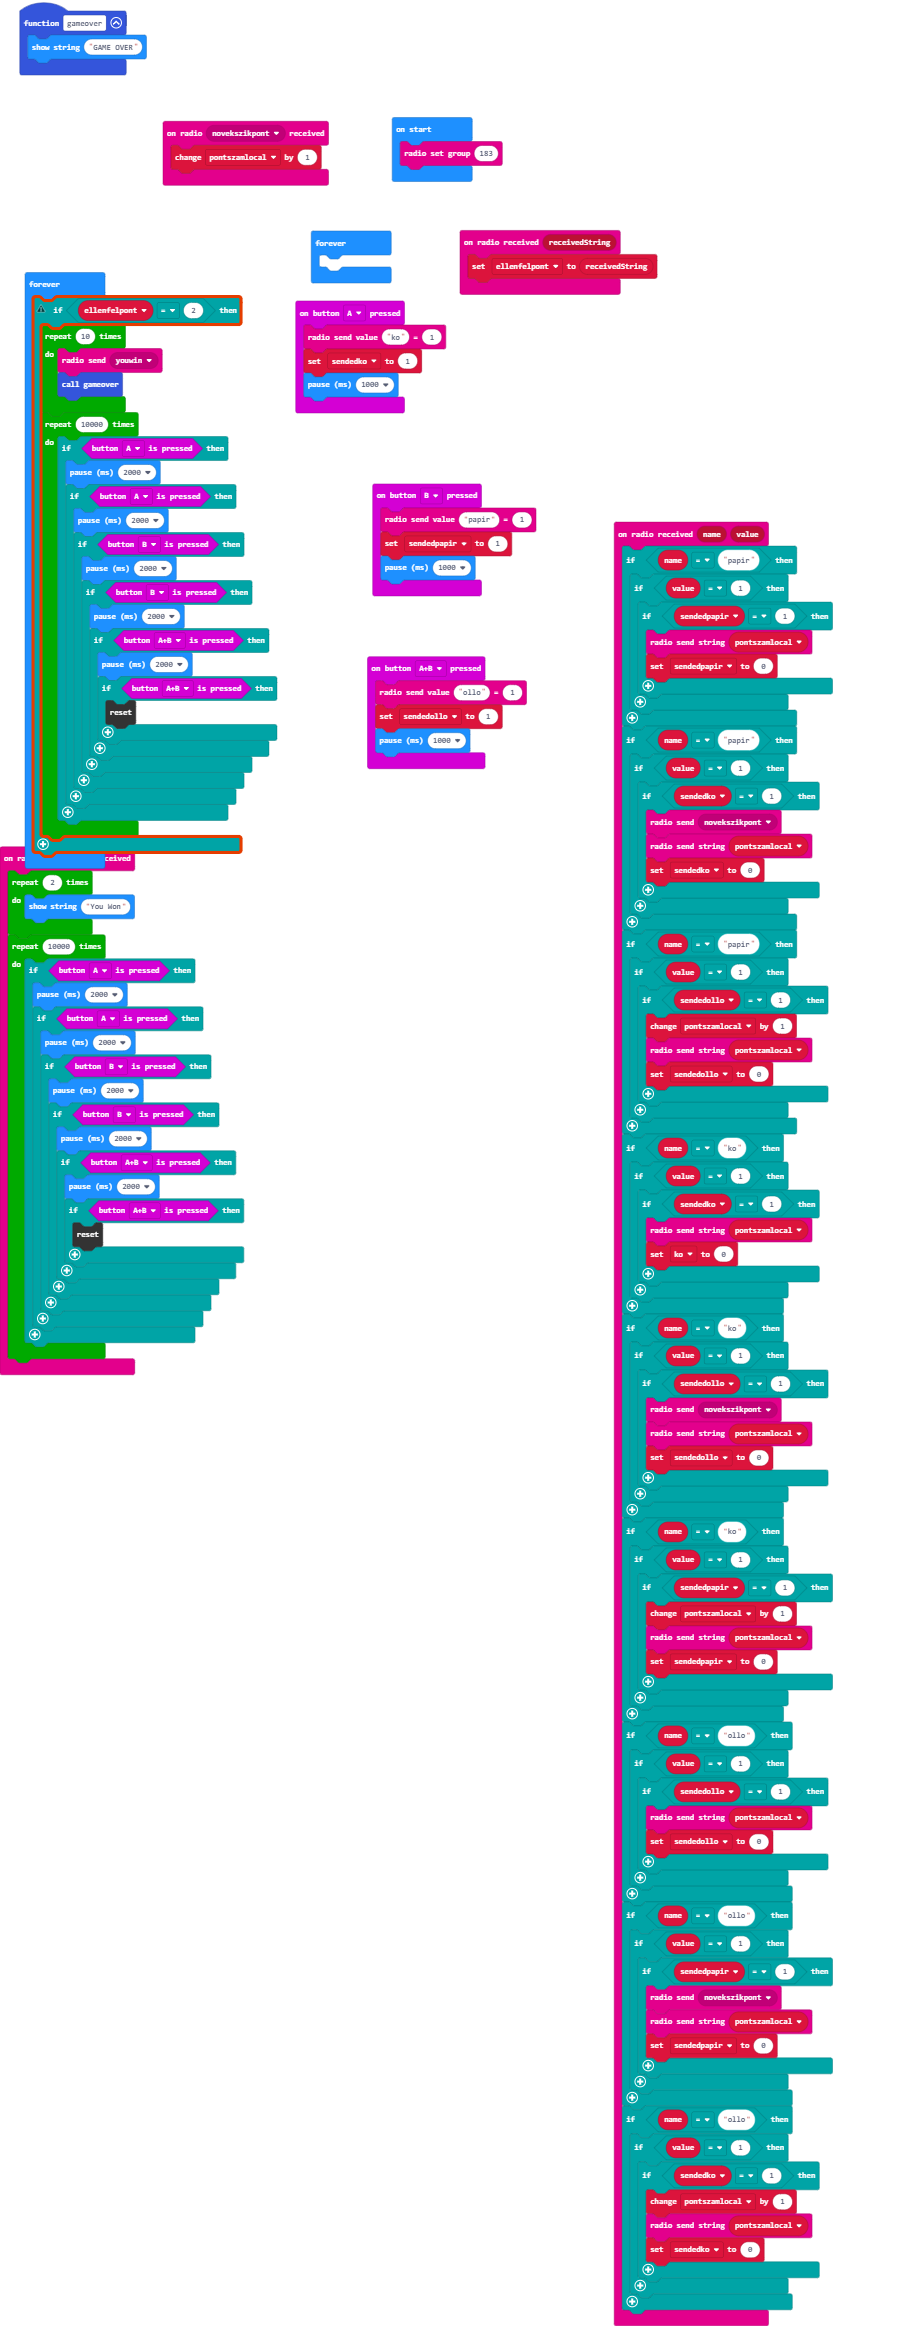 function gameover
show string "GAME OVER"
on radio novekszikpont received
change pontszamlocal by 1
on start
radio set group 183
forever
on radio received receivedString
set ellenfelpont to receivedString
forever
if ellenfelpont = 2 then
repeat 10 times
do
radio send youwin
call gameover
repeat 10000 times
do
if button A is pressed then
pause (ms) 2000
if button A is pressed then
pause (ms) 2000
if button B is pressed then
pause (ms) 2000
if button B is pressed then
pause (ms) 2000
if button A+B is pressed then
pause (ms) 2000
if button A+B is pressed then
reset
on button A pressed
radio send value "ko" = 1
set sendedko to 1
pause (ms) 1000
on button B pressed
radio send value "papir" = 1
set sendedpapir to 1
pause (ms) 1000
on button A+B pressed
radio send value "ollo" = 1
set sendedollo to 1
pause (ms) 1000
on ra ceived
repeat 2 times
do
show string "You Won"
repeat 10000 times
do
if button A is pressed then
pause (ms) 2000
if button A is pressed then
pause (ms) 2000
if button B is pressed then
pause (ms) 2000
if button B is pressed then
pause (ms) 2000
if button A+B is pressed then
pause (ms) 2000
if button A+B is pressed then
reset
on radio received name value
if name = "papir" then
if value = 1 then
if sendedpapir = 1 then
radio send string pontszamlocal
set sendedpapir to 0
if name = "papir" then
if value = 1 then
if sendedko = 1 then
radio send novekszikpont
radio send string pontszamlocal
set sendedko to 0
if name = "papir" then
if value = 1 then
if sendedollo = 1 then
change pontszamlocal by 1
radio send string pontszamlocal
set sendedollo to 0
if name = "ko" then
if value = 1 then
if sendedko = 1 then
radio send string pontszamlocal
set ko to 0
if name = "ko" then
if value = 1 then
if sendedollo = 1 then
radio send novekszikpont
radio send string pontszamlocal
set sendedollo to 0
if name = "ko" then
if value = 1 then
if sendedpapir = 1 then
change pontszamlocal by 1
radio send string pontszamlocal
set sendedpapir to 0
if name = "ollo" then
if value = 1 then
if sendedollo = 1 then
radio send string pontszamlocal
set sendedollo to 0
if name = "ollo" then
if value = 1 then
if sendedpapir = 1 then
radio send novekszikpont
radio send string pontszamlocal
set sendedpapir to 0
if name = "ollo" then
if value = 1 then
if sendedko = 1 then
change pontszamlocal by 1
radio send string pontszamlocal
set sendedko to 0